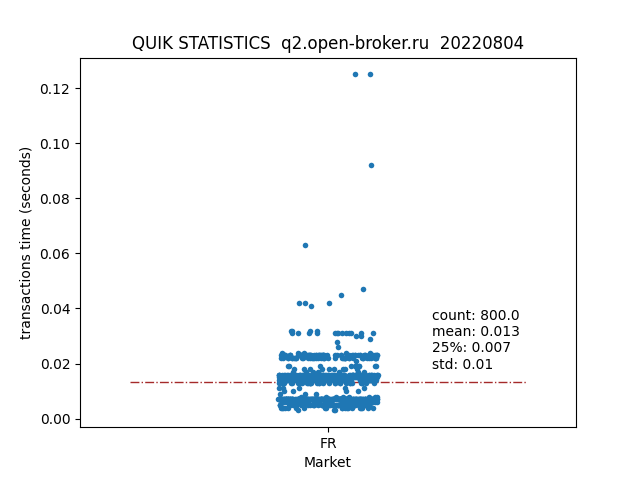 QUIK STATISTICS  q2.open-broker.ru  20220804
0.12
0.10
0.08
0.06
0.04
0.02
0.00
transactions time (seconds)
count: 800.0
mean: 0.013
25%: 0.007
std: 0.01
FR
Market